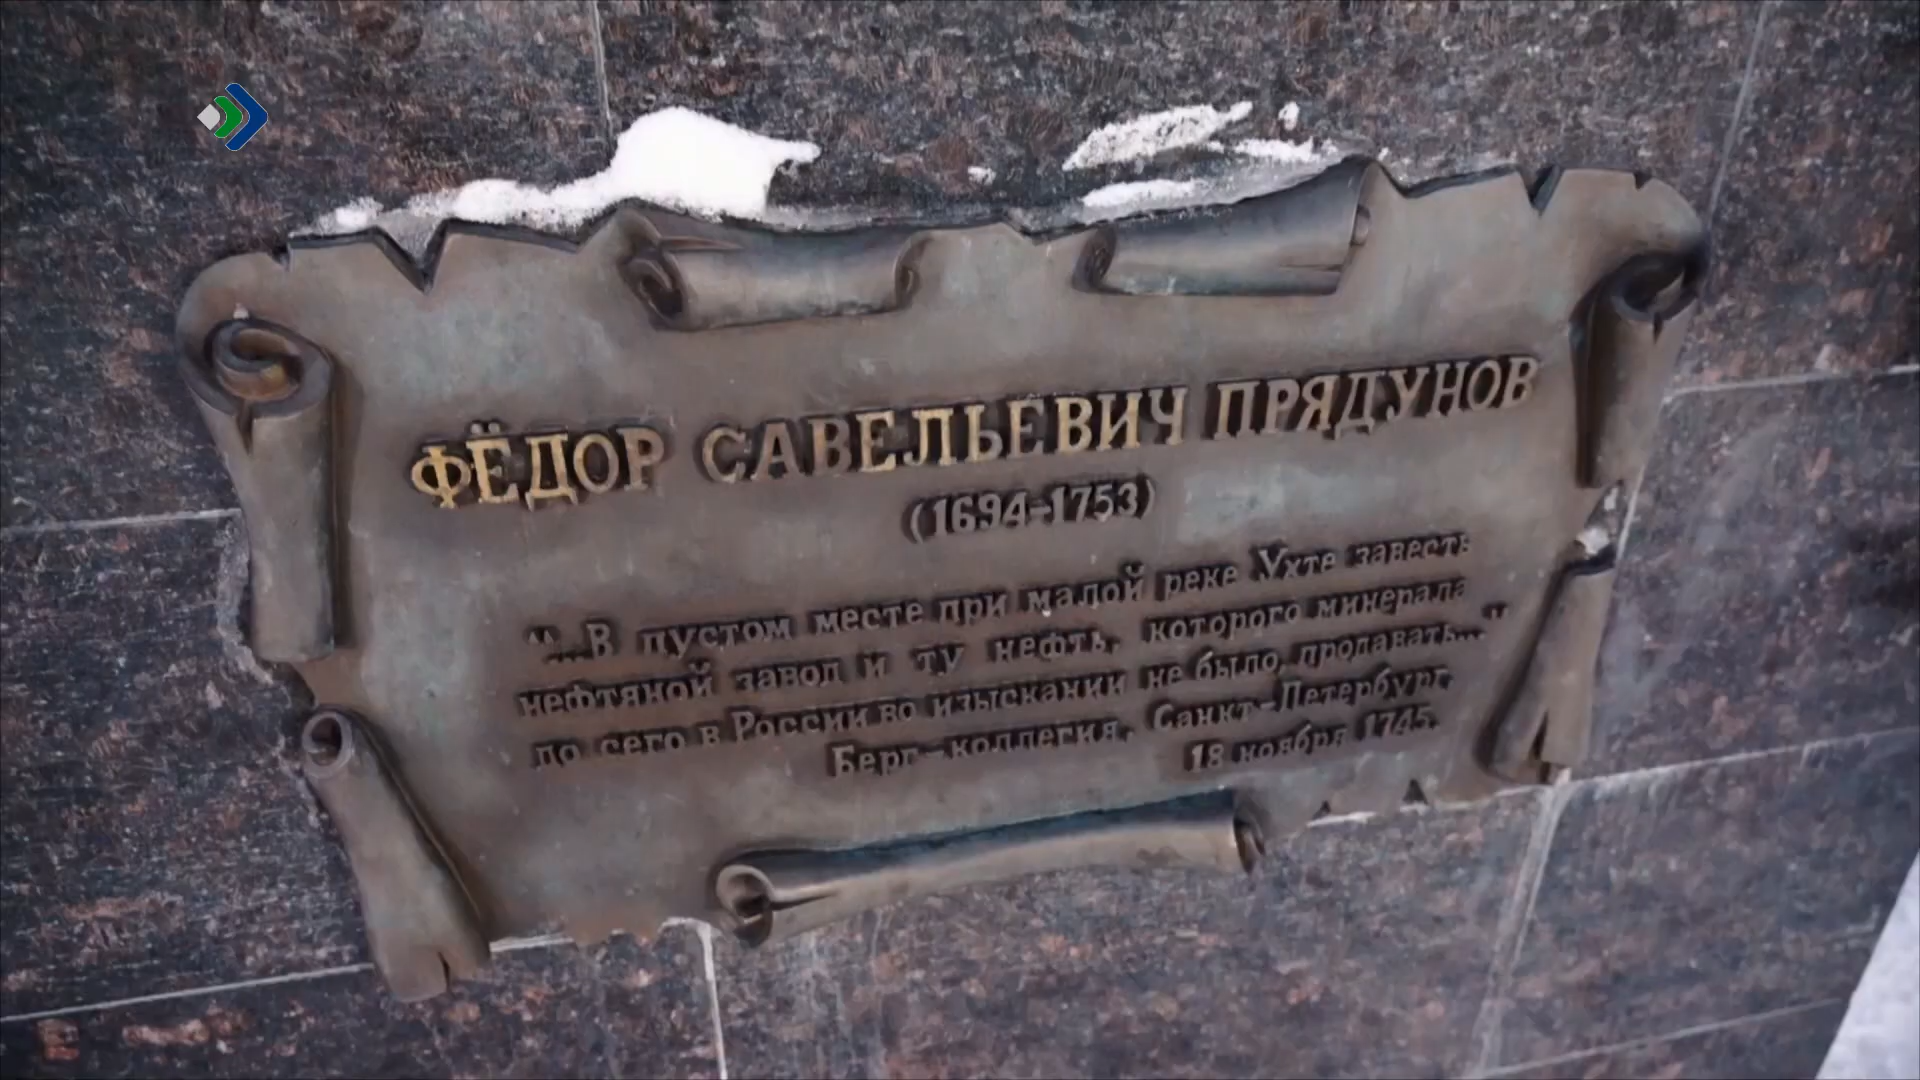 ФЁДОР САВЕЛЬЕВИЧ ПРЯДУНОВ
(1694-1753)
"...В пустом месте при малой реке Ухте завесть
нефтяной завод и ту нефть, которого минерала
до сего в России во изыскании не было, продавать..."
Берг-коллегия, Санкт-Петербург,
18 ноября 1745.